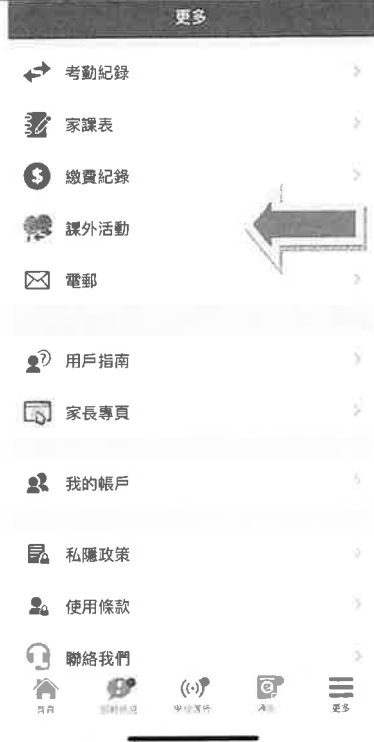 更多
考勤紀錄
家課表
繳費紀錄
課外活動
電郵
用戶指南
家長專頁
我的帳戶
私隱政策
使用條款
聯絡我們
首頁
更多